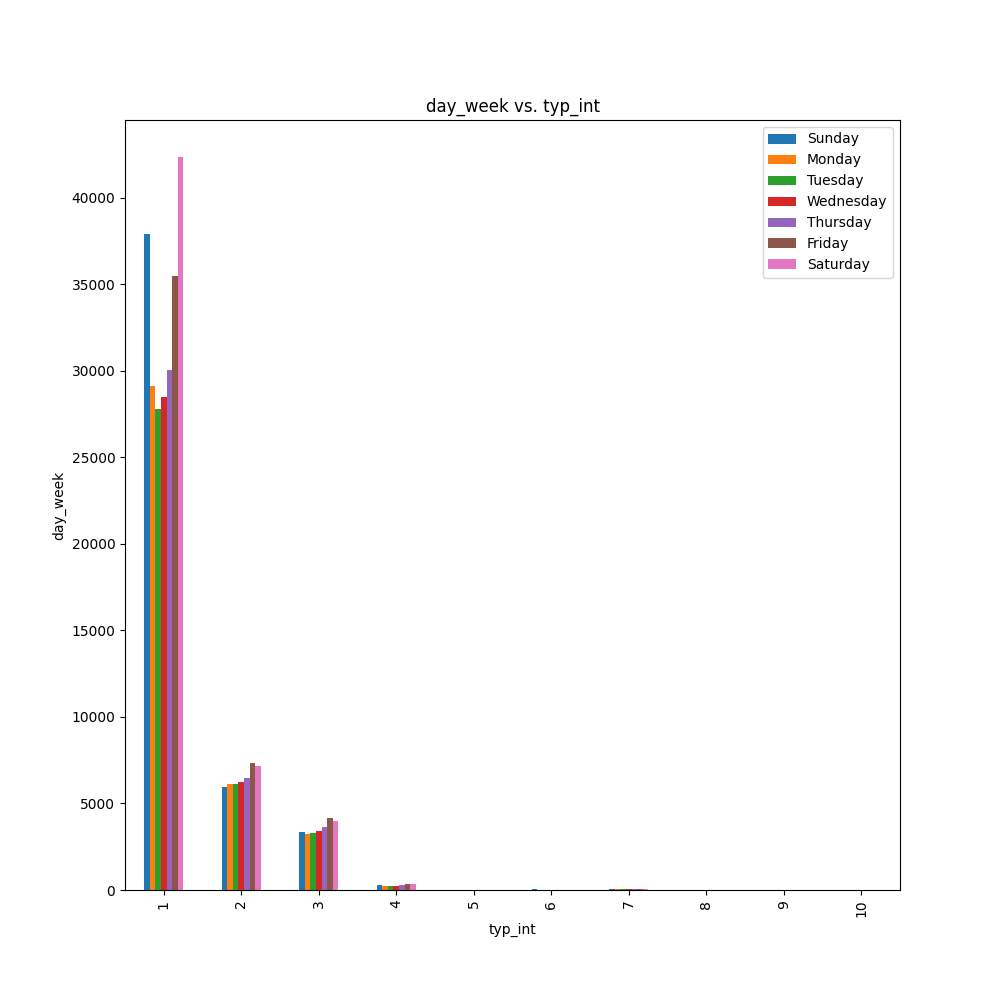 day_week vs. typ_int
Sunday
Monday
Tuesday
Wednesday
Thursday
Friday
Saturday
40000
35000
30000
25000
20000
15000
10000
5000
0
day_week
1 2 3 4 5 6 7 8 9 10
typ_int